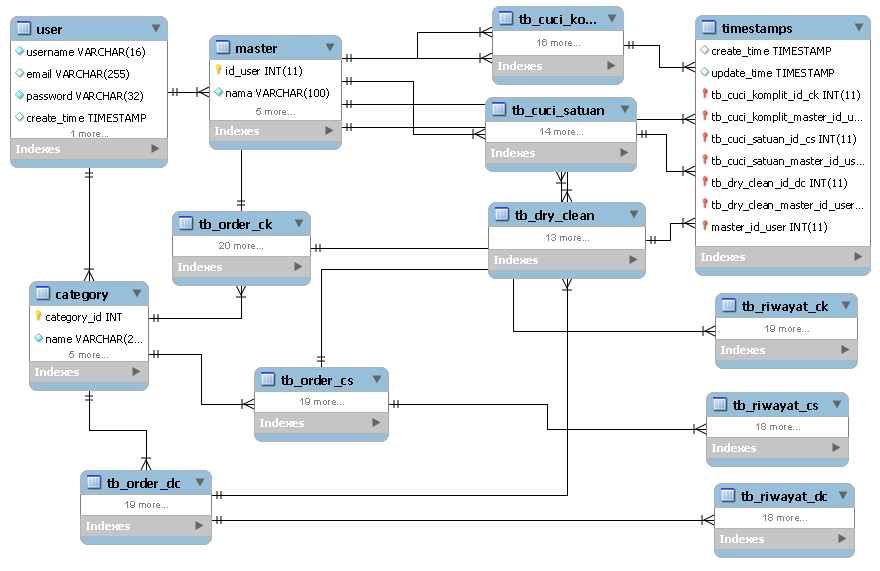 user
username VARCHAR(16)
email VARCHAR(255)
password VARCHAR(32)
create_time TIMESTAMP
1 more...
Indexes
master
id_user INT(11)
nama VARCHAR(100)
5 more...
Indexes
tb_cuci_ko...
16 more...
Indexes
tb_cuci_satuan
14 more...
Indexes
timestamps
create_time TIMESTAMP
update_time TIMESTAMP
tb_cuci_komplit_id_ck INT(11)
tb_cuci_komplit_master_id_u...
tb_cuci_satuan_id_cs INT(11)
tb_cuci_satuan_master_id_us...
tb_dry_clean_id_dc INT(11)
tb_dry_clean_master_id_user...
master_id_user INT(11)
Indexes
tb_order_ck
20 more...
Indexes
tb_dry_clean
13 more...
Indexes
category
category_id INT
name VARCHAR(2...
5 more...
Indexes
tb_riwayat_ck
19 more...
Indexes
tb_order_cs
19 more...
Indexes
tb_riwayat_cs
18 more...
Indexes
tb_order_dc
19 more...
Indexes
tb_riwayat_dc
18 more...
Indexes